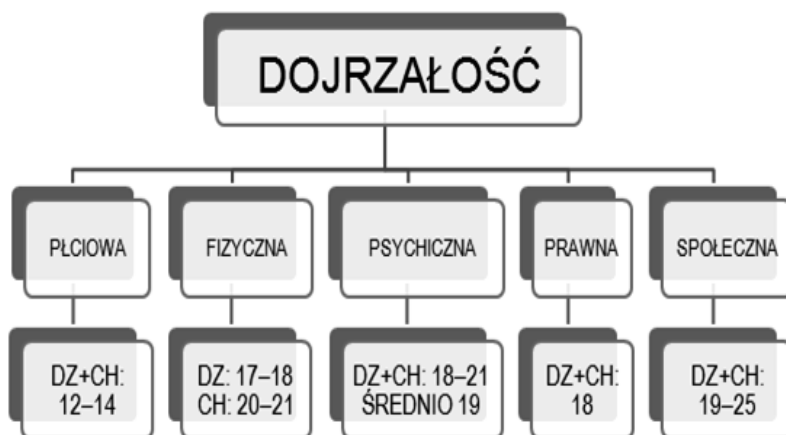 DOJRZAŁOŚĆ
PŁCIOWA
FIZYCZNA
PSYCHICZNA
PRAWNA
SPOŁECZNA
DZ+CH:
12–14
DZ: 17–18
CH: 20–21
DZ+CH: 18–21
ŚREDNIO 19
DZ+CH:
18
DZ+CH:
19–25